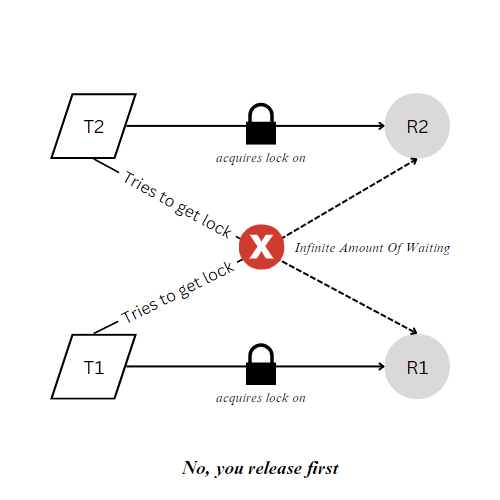 T2
R2
acquires lock on
Tries to get lock
X
Infinite Amount Of Waiting
Tries to get lock
T1
R1
acquires lock on
No, you release first